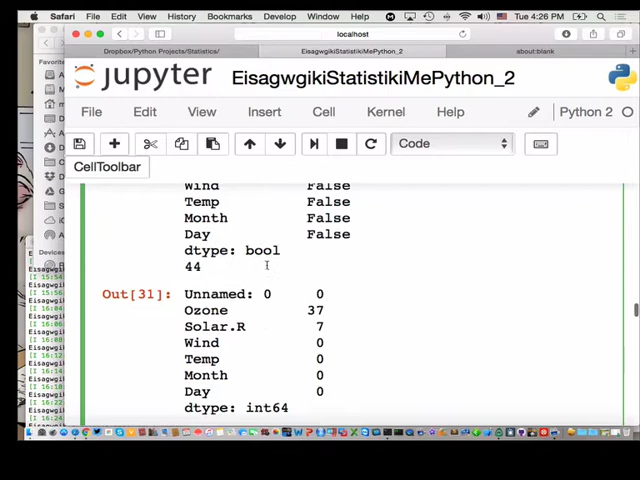 Safari File Edit View History Bookmarks Develop Window Help Tue 4:26 PM
localhost
Dropbox/Python Projects/Statistics/ EisagwgikiStatistikiMePython_2 about:blank
Favorites
jupyter EisagwgikiStatistikiMePython_2
File Edit View Insert Cell Kernel Help Python 2
Code
CellToolbar
Wind False
Temp False
Month False
Day False
dtype: bool
44
Out[31]: Unnamed: 0 0
Ozone 37
Solar.R 7
Wind 0
Temp 0
Month 0
Day 0
dtype: int64
Devices